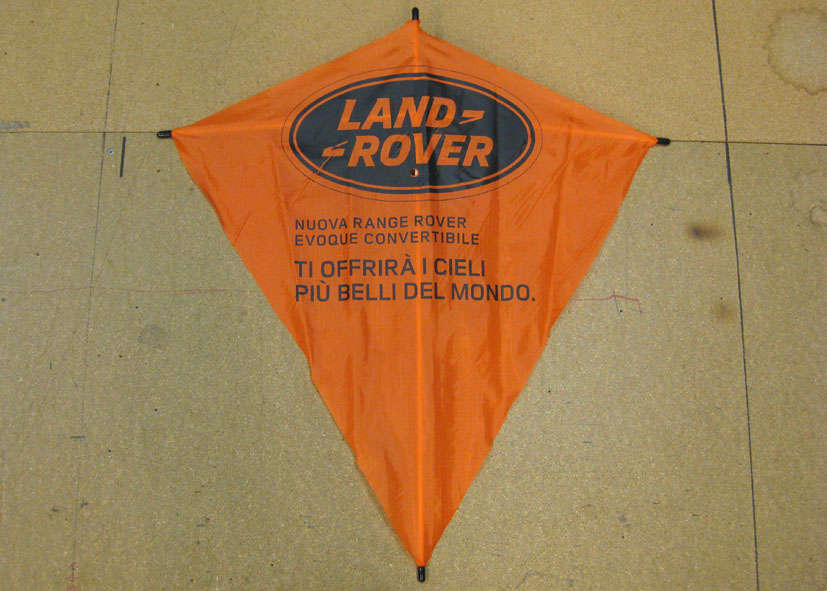 LAND
ROVER
NUOVA RANGE ROVER
EVOQUE CONVERTIBILE
TI OFFRIRÀ I CIELI
PIÙ BELLI DEL MONDO.